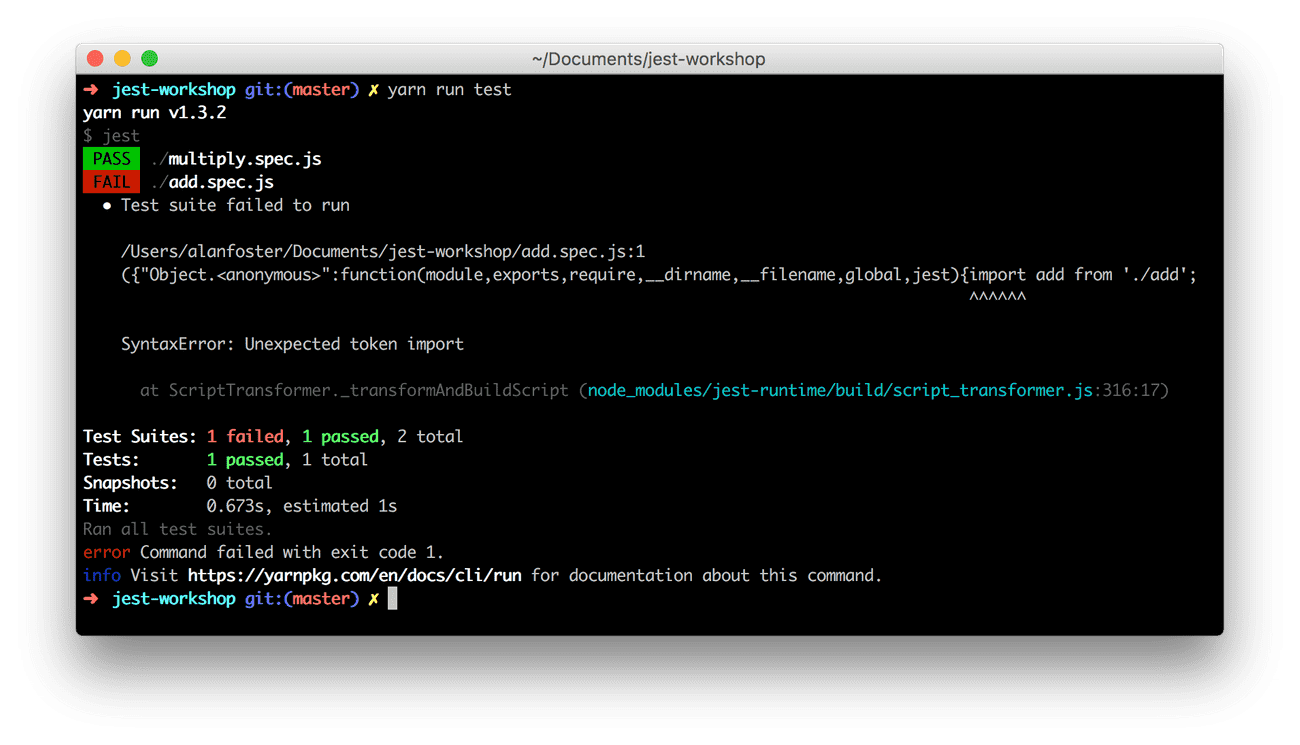 ~/Documents/jest-workshop
➜ jest-workshop git:(master) ✗ yarn run test
yarn run v1.3.2
$ jest
PASS ./multiply.spec.js
FAIL ./add.spec.js
● Test suite failed to run
/Users/alanfoster/Documents/jest-workshop/add.spec.js:1
({"Object.<anonymous>":function(module,exports,require,__dirname,__filename,global,jest){import add from './add';
^^^^^^
SyntaxError: Unexpected token import
at ScriptTransformer._transformAndBuildScript (node_modules/jest-runtime/build/script_transformer.js:316:17)
Test Suites: 1 failed, 1 passed, 2 total
Tests: 1 passed, 1 total
Snapshots: 0 total
Time: 0.673s, estimated 1s
Ran all test suites.
error Command failed with exit code 1.
info Visit https://yarnpkg.com/en/docs/cli/run for documentation about this command.
➜ jest-workshop git:(master) ✗